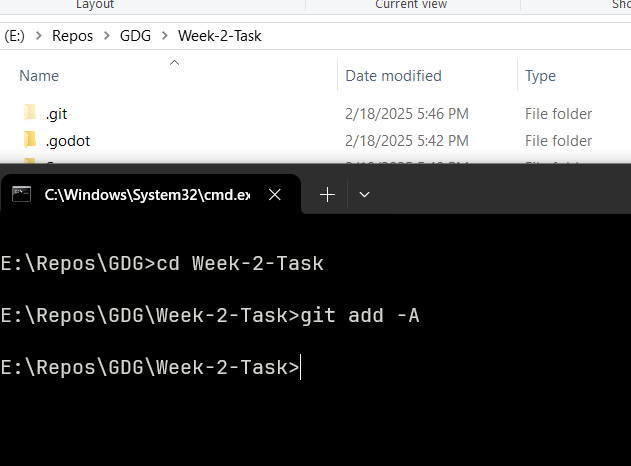 Layout Current view
(E:) > Repos > GDG > Week-2-Task
Name Date modified Type
.git 2/18/2025 5:46 PM File folder
.godot 2/18/2025 5:42 PM File folder
C:\Windows\System32\cmd.ex
E:\Repos\GDG>cd Week-2-Task
E:\Repos\GDG\Week-2-Task>git add -A
E:\Repos\GDG\Week-2-Task>